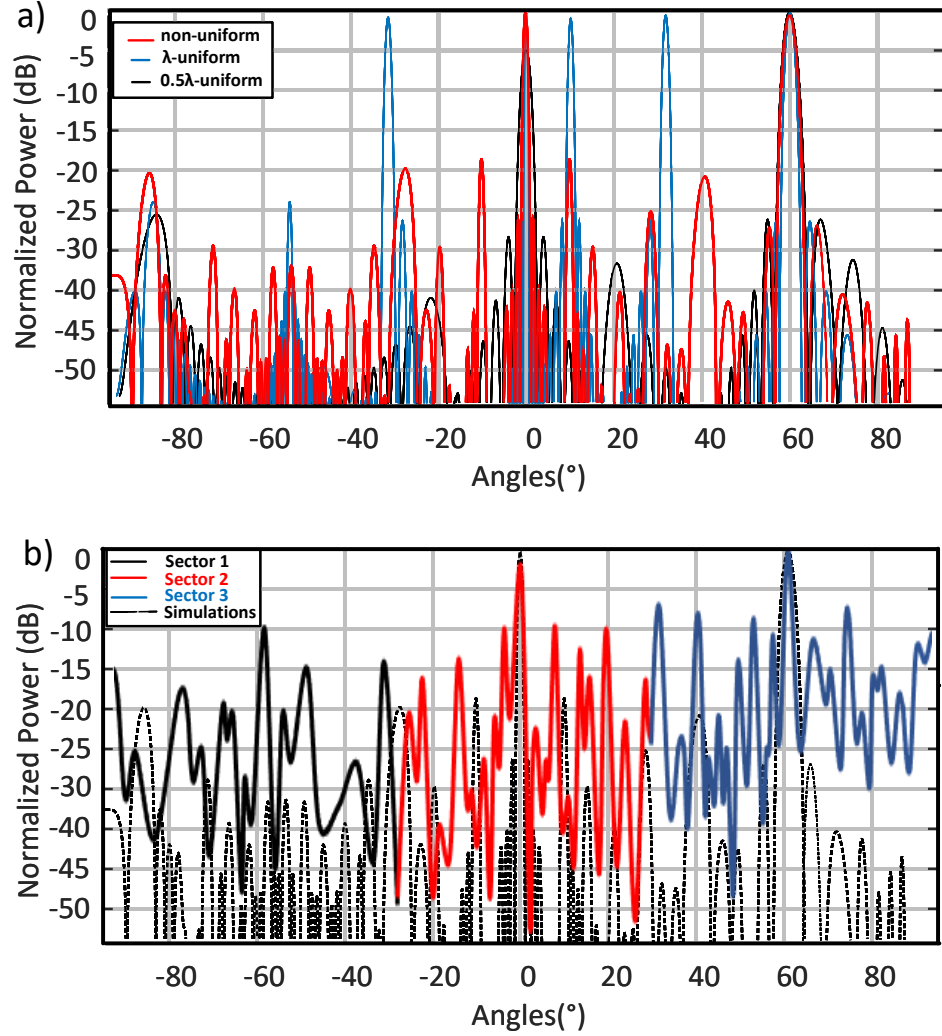 a)
0
-5
-10
-15
-20
-25
-30
-35
-40
-45
-50
Normalized Power (dB)
non-uniform
λ-uniform
0.5λ-uniform
-80 -60 -40 -20 0 20 40 60 80
Angles(°)
b)
0
-5
-10
-15
-20
-25
-30
-35
-40
-45
-50
Normalized Power (dB)
Sector 1
Sector 2
Sector 3
Simulations
-80 -60 -40 -20 0 20 40 60 80
Angles(°)